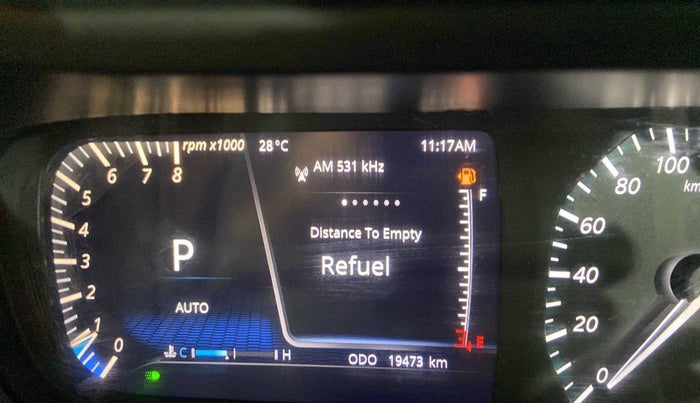 rpm x1000 28°C 11:17AM
AM 531 kHz
F
Distance To Empty
Refuel
P
AUTO
E
C H
ODO 19473 km
0 1 2 3 4 5 6 7 8
0 20 40 60 80 100
km